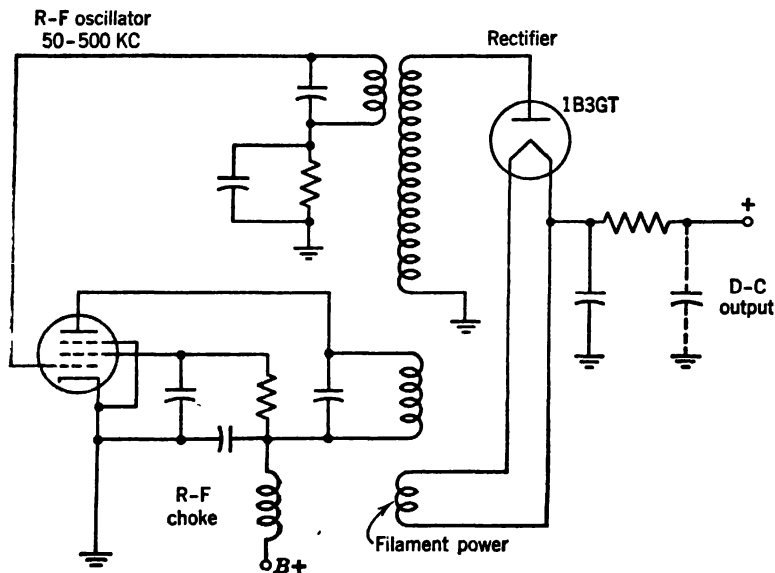 R-F oscillator
50-500 KC
Rectifier
1B3GT
+
D-C
output
R-F
choke
Filament power
B+